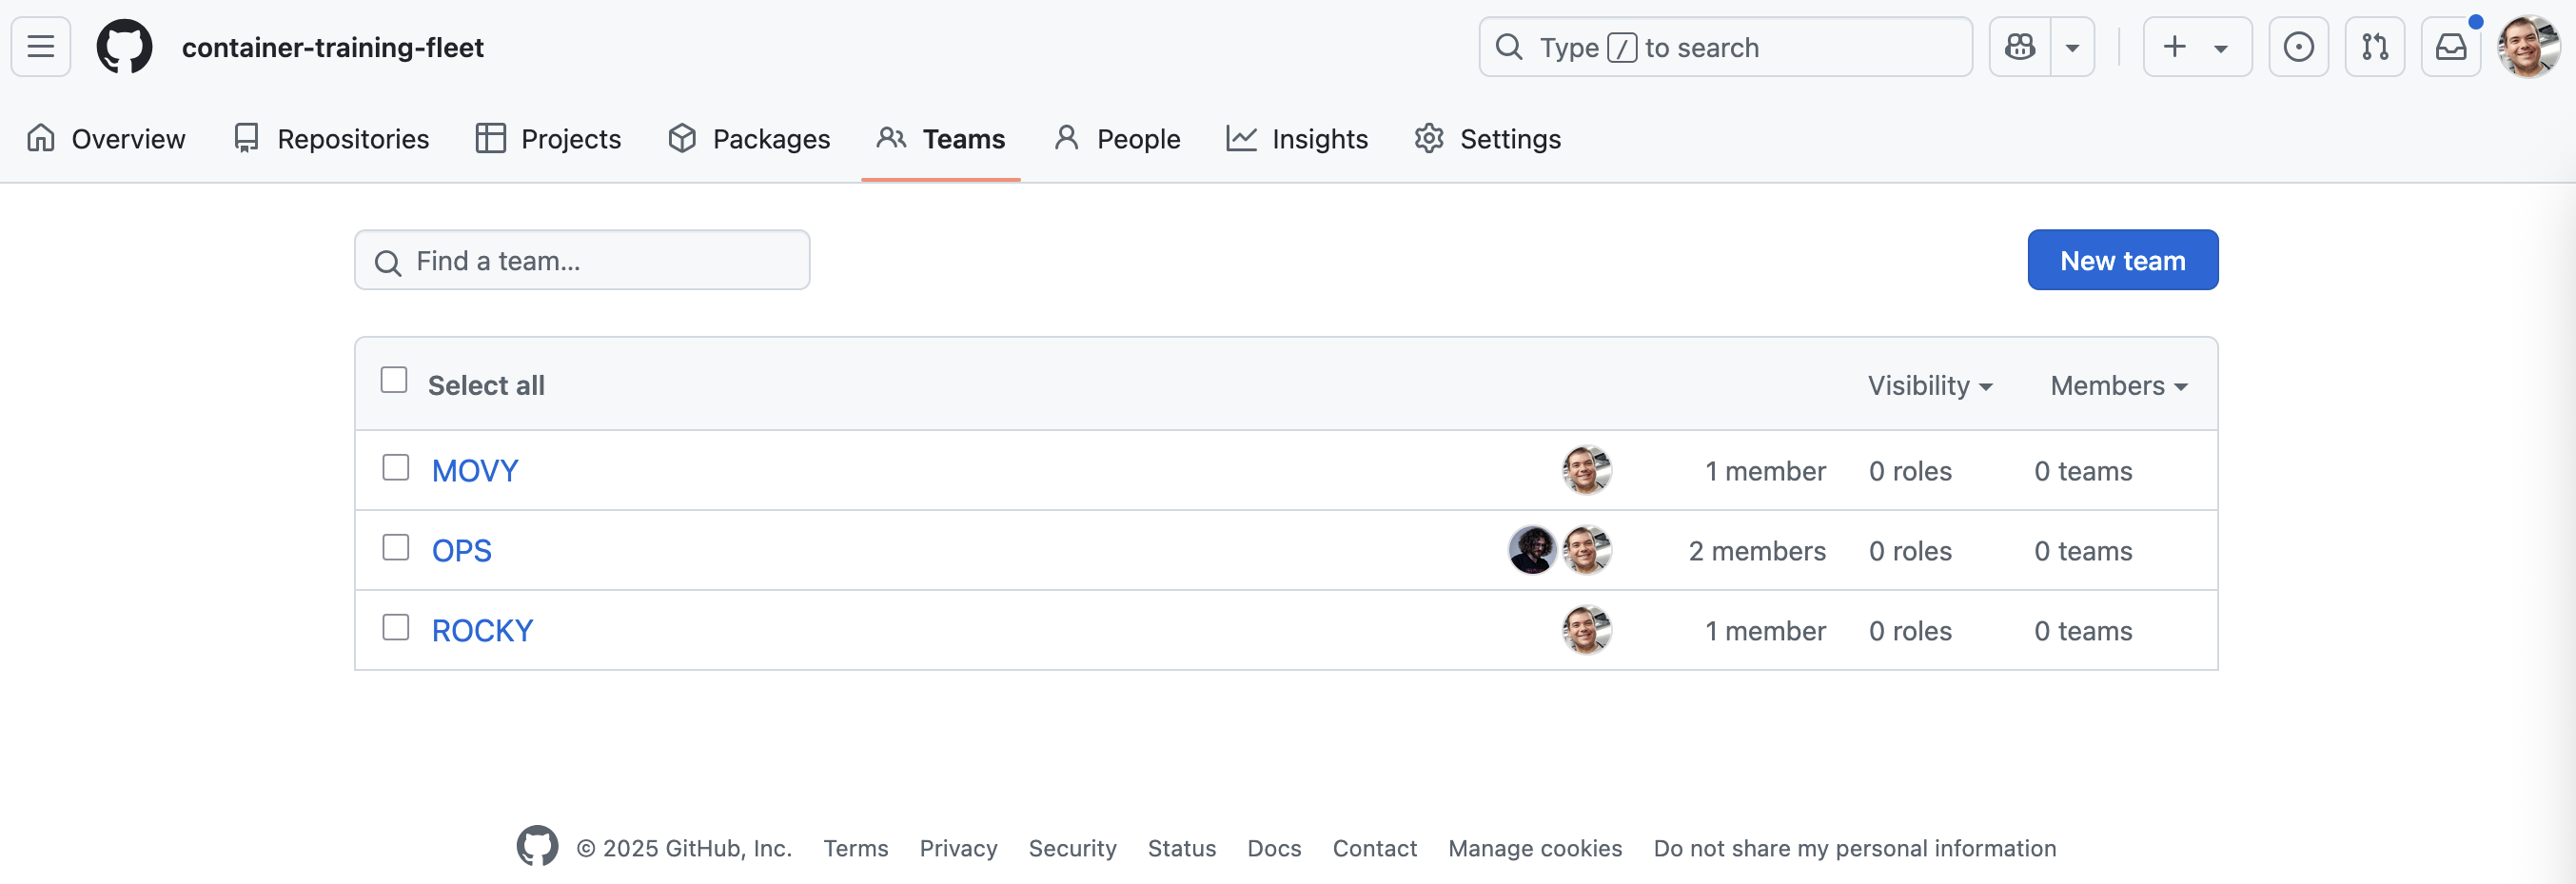 container-training-fleet
Type / to search
Overview Repositories Projects Packages Teams People Insights Settings
Find a team... New team
Select all Visibility Members
MOVY 1 member 0 roles 0 teams
OPS 2 members 0 roles 0 teams
ROCKY 1 member 0 roles 0 teams
© 2025 GitHub, Inc. Terms Privacy Security Status Docs Contact Manage cookies Do not share my personal information